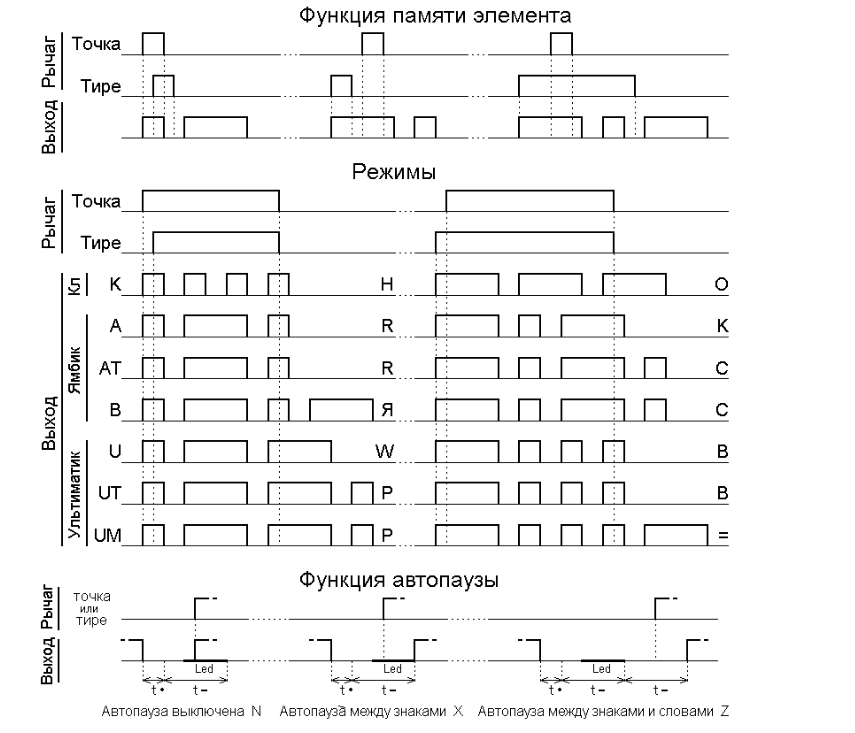 Функция памяти элемента
Рычаг
Точка
Тире
Выход
Режимы
Рычаг
Точка
Тире
Выход
Кл
K H O
Ямбик
A R K
AT R C
B Я C
Ультиматик
U W B
UT P B
UM P =
Функция автопаузы
Рычаг
точка
или
тире
Выход
Led Led Led
t• t– t• t– t• t– t–
Автопауза выключена N Автопауза между знаками X Автопауза между знаками и словами Z